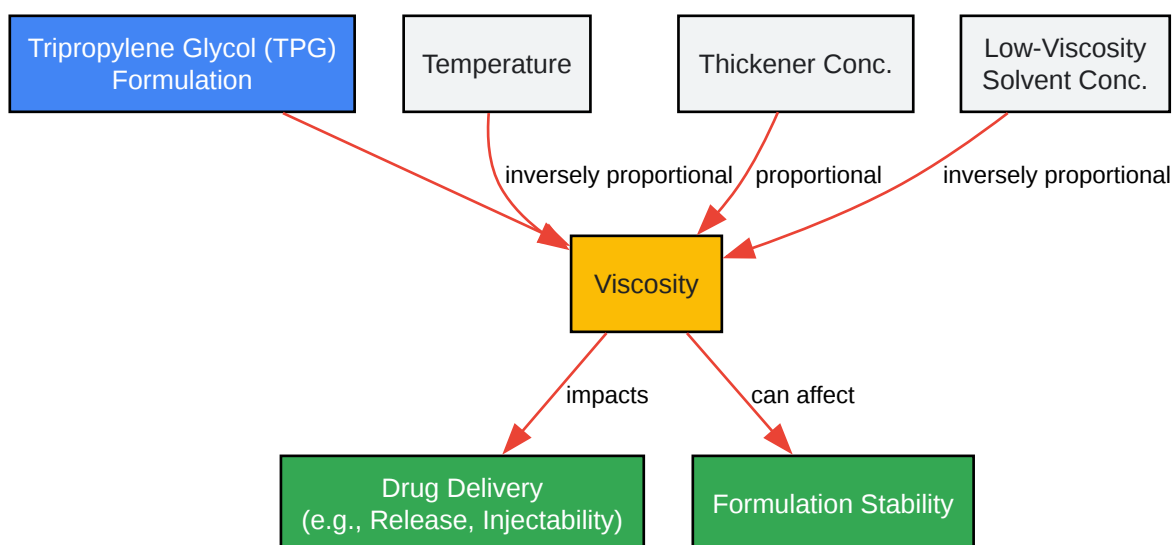 Tripropylene Glycol (TPG)
Formulation
Temperature
Thickener Conc.
Low-Viscosity
Solvent Conc.
inversely proportional
proportional
inversely proportional
Viscosity
impacts
can affect
Drug Delivery
(e.g., Release, Injectability)
Formulation Stability